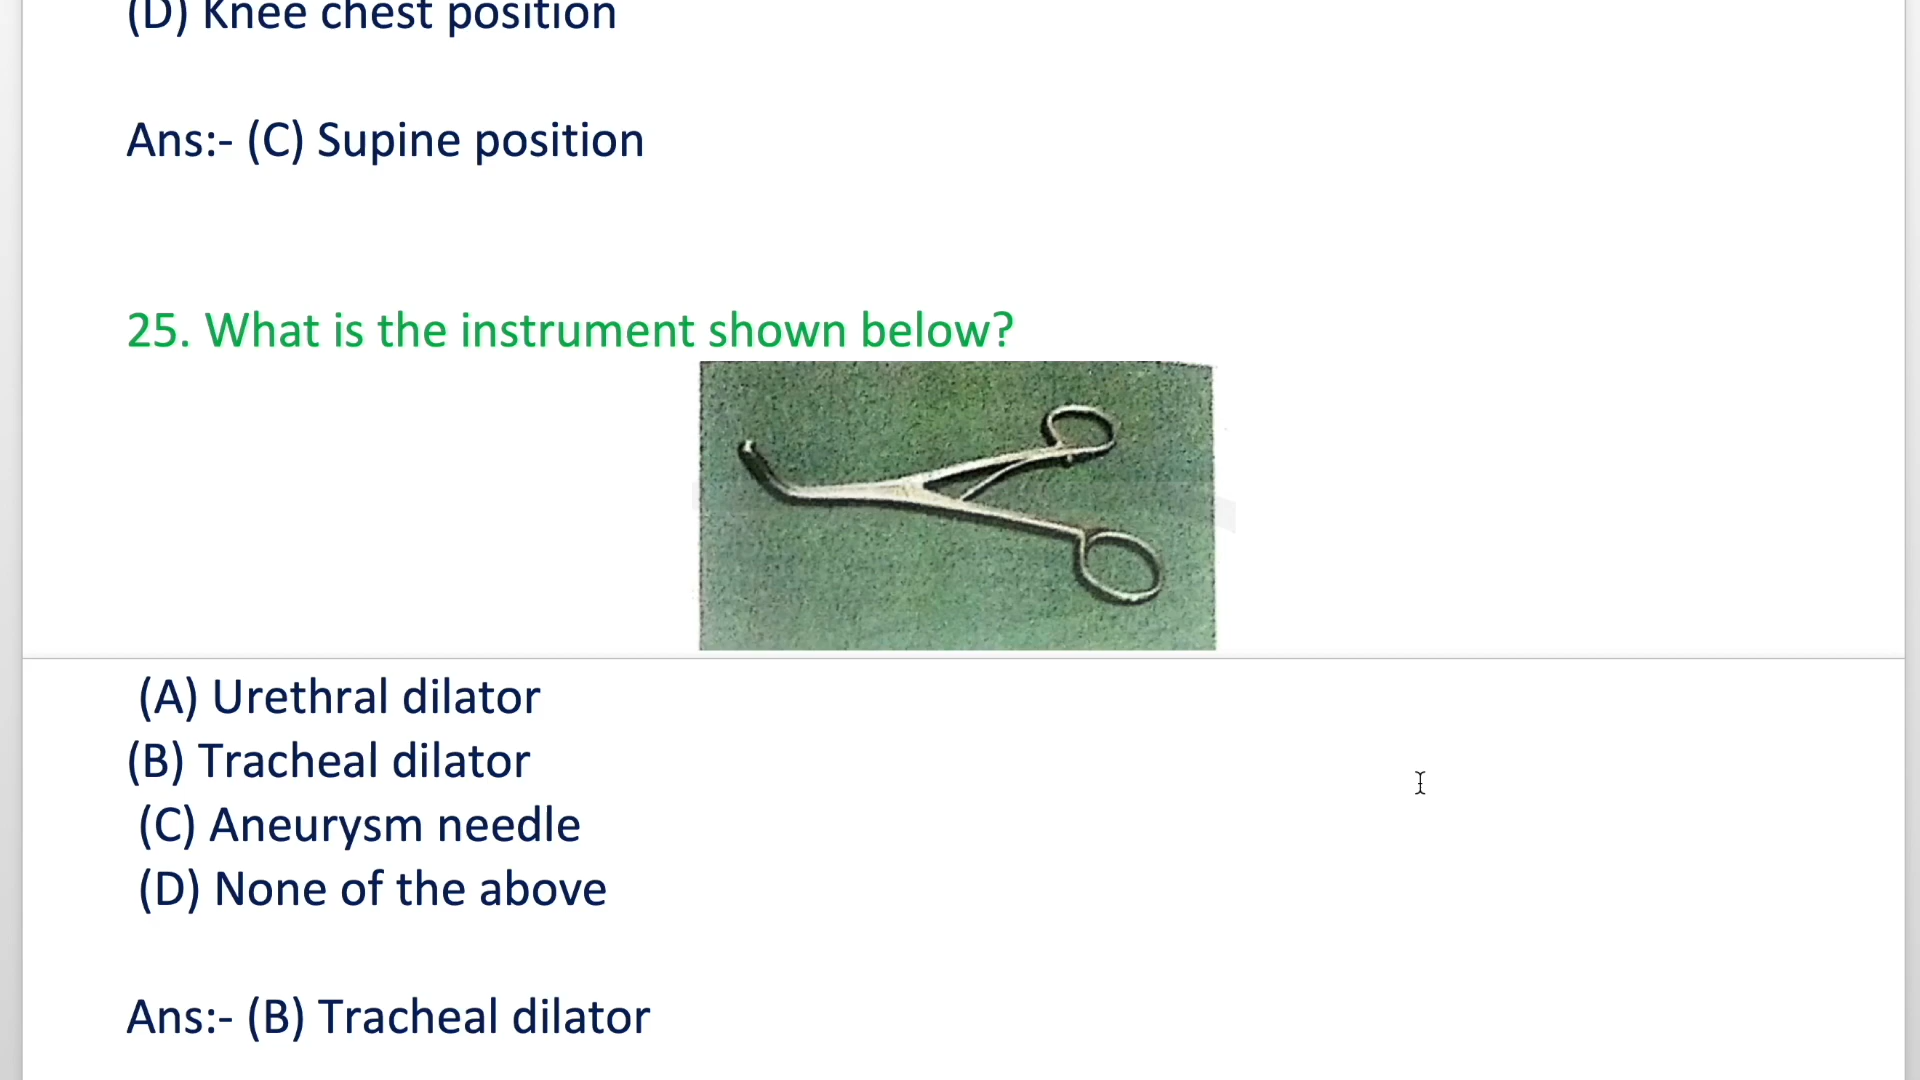 (D) Knee chest position
Ans:- (C) Supine position
25. What is the instrument shown below?
(A) Urethral dilator
(B) Tracheal dilator
(C) Aneurysm needle
(D) None of the above
Ans:- (B) Tracheal dilator